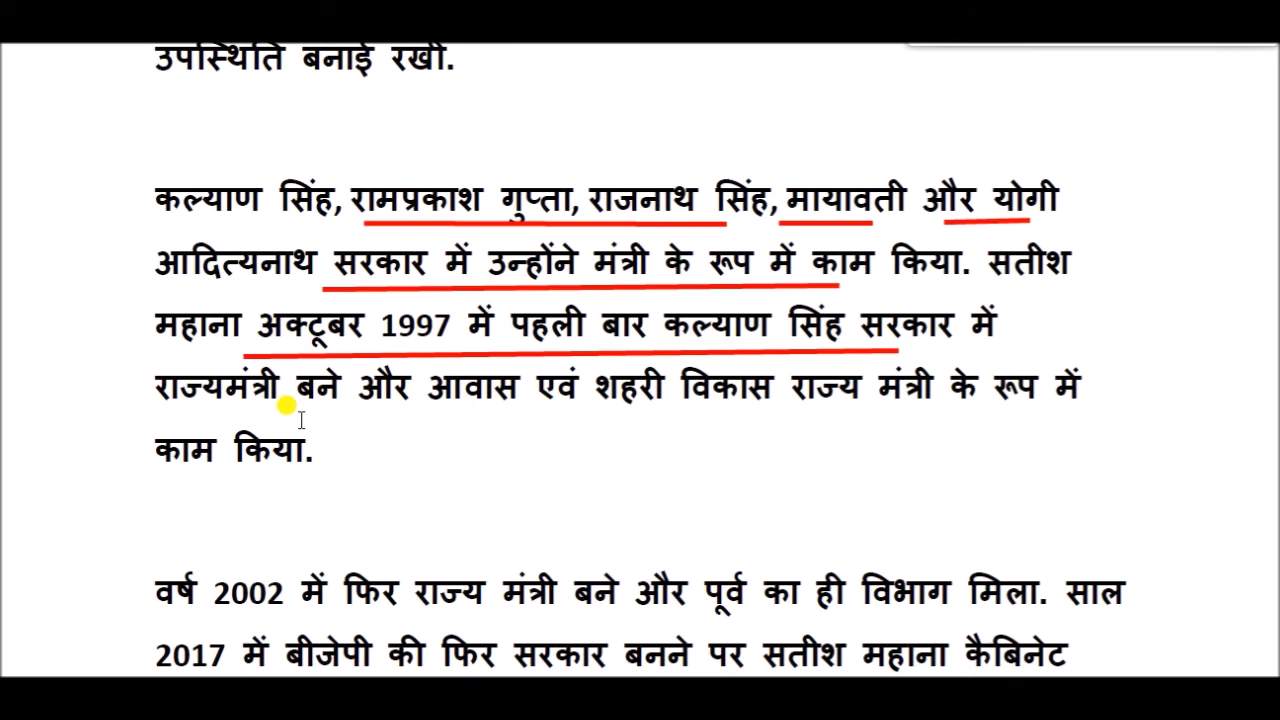 उपस्थिति बनाई रखी.
कल्याण सिंह, रामप्रकाश गुप्ता, राजनाथ सिंह, मायावती और योगी
आदित्यनाथ सरकार में उन्होंने मंत्री के रूप में काम किया. सतीश
महाना अक्टूबर 1997 में पहली बार कल्याण सिंह सरकार में
राज्यमंत्री बने और आवास एवं शहरी विकास राज्य मंत्री के रूप में
काम किया.
वर्ष 2002 में फिर राज्य मंत्री बने और पूर्व का ही विभाग मिला. साल
2017 में बीजेपी की फिर सरकार बनने पर सतीश महाना कैबिनेट